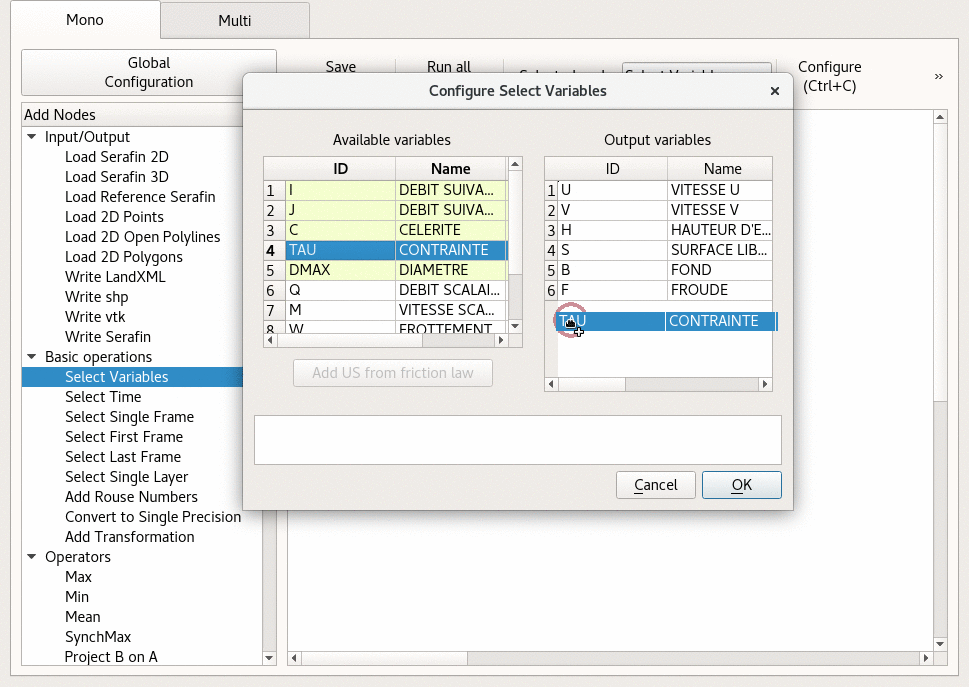 Mono
Multi
Global
Configuration
Save
Run all
Configure
(Ctrl+C)
»
Add Nodes
Input/Output
Load Serafin 2D
Load Serafin 3D
Load Reference Serafin
Load 2D Points
Load 2D Open Polylines
Load 2D Polygons
Write LandXML
Write shp
Write vtk
Write Serafin
Basic operations
Select Variables
Select Time
Select Single Frame
Select First Frame
Select Last Frame
Select Single Layer
Add Rouse Numbers
Convert to Single Precision
Add Transformation
Operators
Max
Min
Mean
SynchMax
Project B on A
Configure Select Variables
Available variables
ID Name
1 I DEBIT SUIVA...
2 J DEBIT SUIVA...
3 C CELERITE
4 TAU CONTRAINTE
5 DMAX DIAMETRE
6 Q DEBIT SCALAI...
7 M VITESSE SCA...
8 W FROTTEMENT
Add US from friction law
Output variables
ID Name
1 U VITESSE U
2 V VITESSE V
3 H HAUTEUR D'E...
4 S SURFACE LIB...
5 B FOND
6 F FROUDE
TAU CONTRAINTE
Cancel
OK